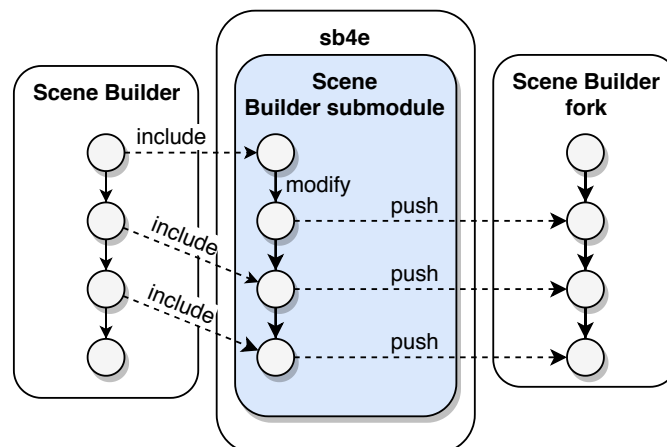 sb4e
Scene Builder
Scene
Builder submodule
Scene Builder
fork
include
modify
push
include
push
include
push